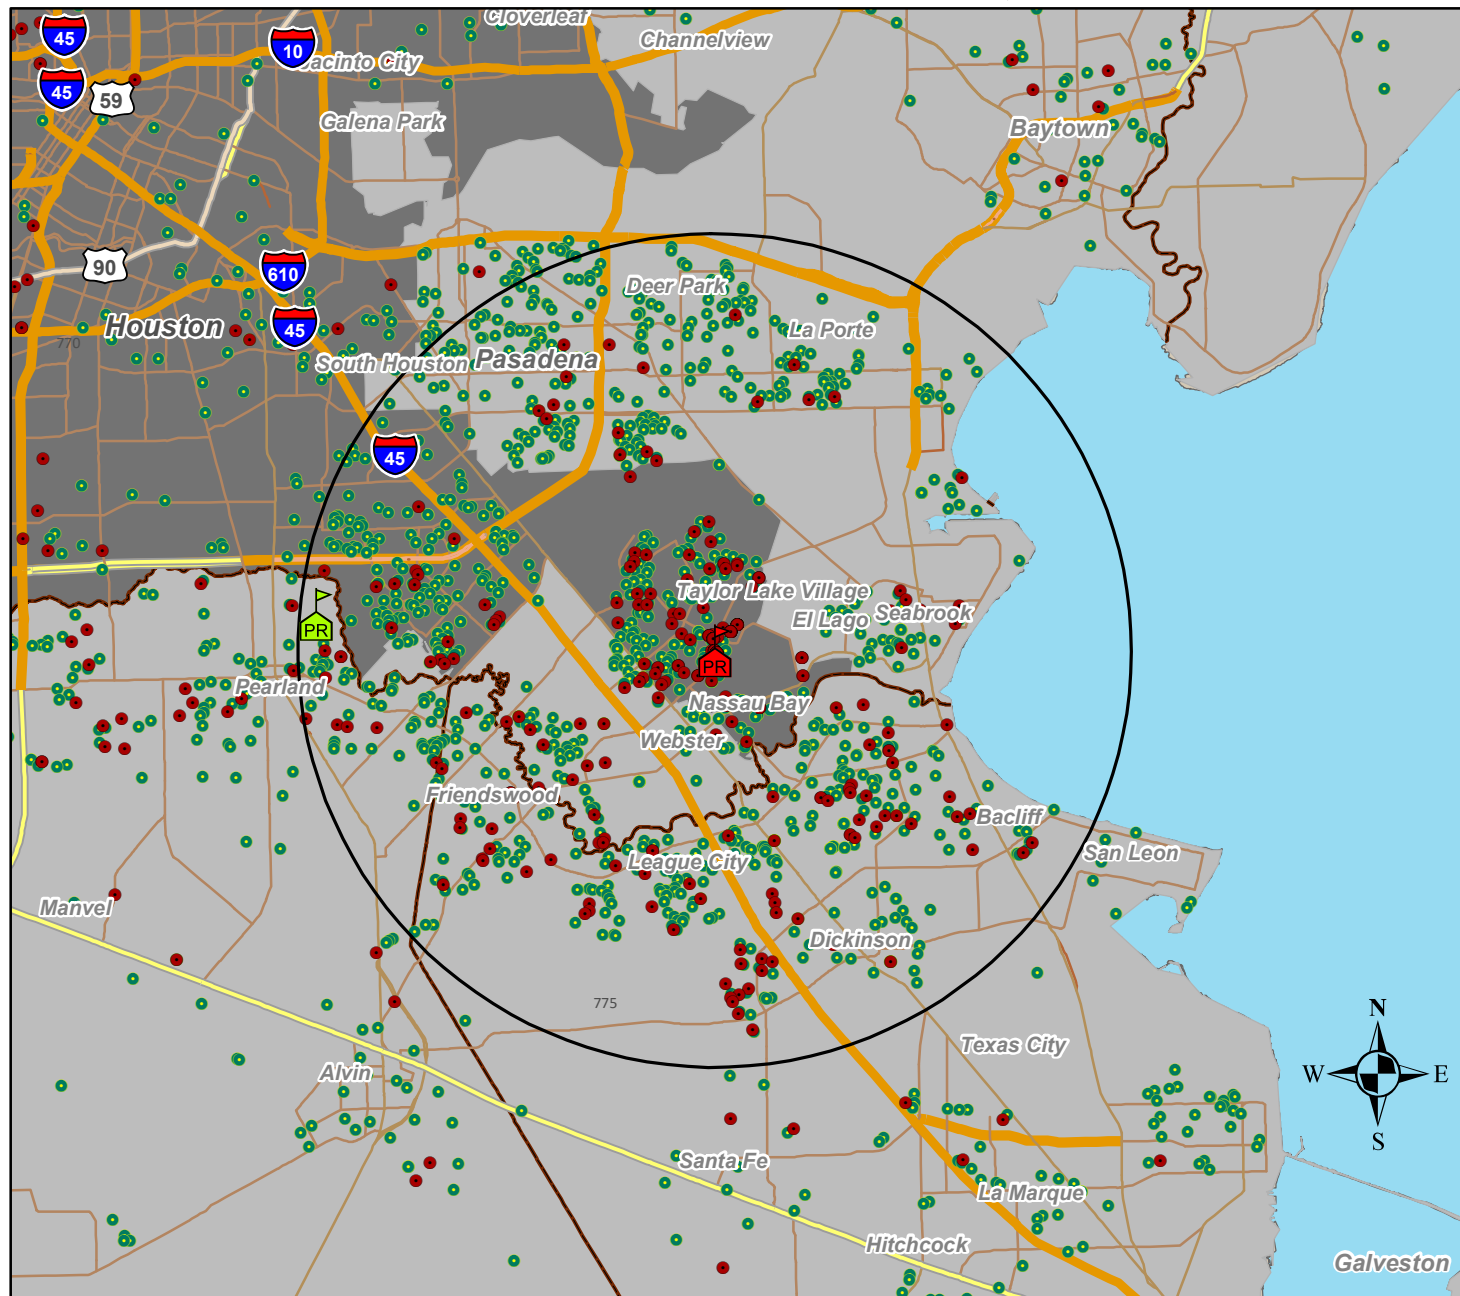 Cloverleaf
45
10
Channelview
Jacinto City
45
59
Galena Park
Baytown
90
610
Deer Park
45
Houston
La Porte
770
South Houston
Pasadena
45
Taylor Lake Village
El Lago
Seabrook
PR
PR
Pearland
Nassau Bay
Webster
Friendswood
Bacliff
San Leon
League City
Manvel
Dickinson
775
N
Texas City
Alvin
W
E
S
Santa Fe
La Marque
Hitchcock
Galveston